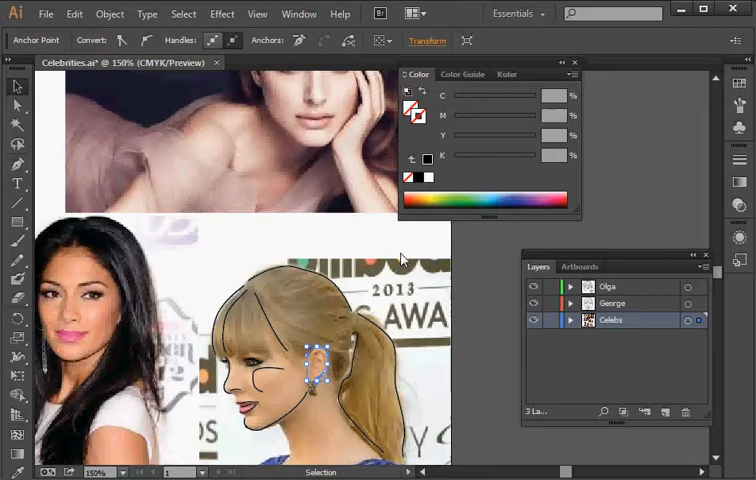 Ai File Edit Object Type Select Effect View Window Help Br Essentials
Anchor Point Convert: Handles: Anchors: Transform
Celebrities.ai* @ 150% (CMYK/Preview) ×
Color Color Guide Kuler
C %
M %
Y %
K %
2013
S AWA
Layers Artboards
Olga
George
Celebs
3 La...
150% 1 Selection